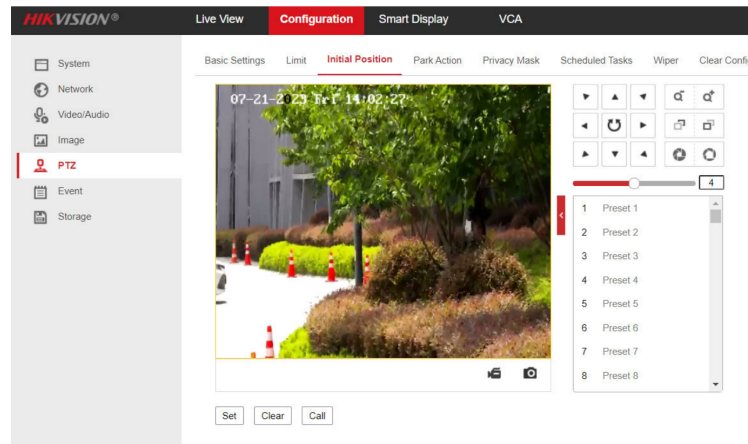 HIKVISION®
Live View Configuration Smart Display VCA
System
Network
Video/Audio
Image
PTZ
Event
Storage
Basic Settings Limit Initial Position Park Action Privacy Mask Scheduled Tasks Wiper Clear Confi
07-21-2023 Fri 14:02:27
4
1 Preset 1
2 Preset 2
3 Preset 3
4 Preset 4
5 Preset 5
6 Preset 6
7 Preset 7
8 Preset 8
Set Clear Call